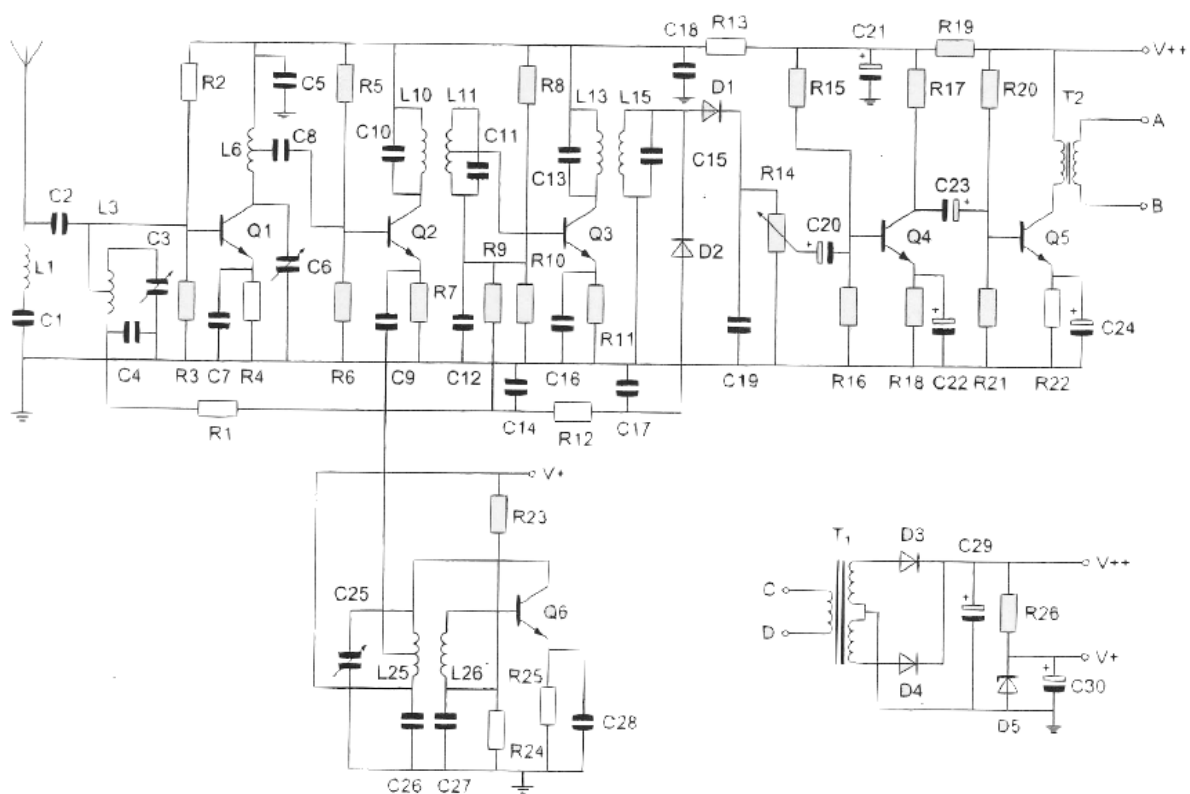 C18 R13 C21 R19
V++
R2 C5 R5 L10 L11 R8 L13 L15 D1 R15 R17 R20 T2
C8 C10 C11 A
L6 C15
C13 R14
C2 L3 C23
C20 B
C3 Q1 Q2 Q3 Q4 Q5
R9 D2
L1 C6 R10
R7
C1 R11 C24
C4 R3 C7 R4 R6 C9 C12 C16 C19 R16 R18 C22 R21 R22
R1 C14 R12 C17
V+
R23
T1 D3 C29
V++
C25 C
Q6 R26
D
V+
L25 L26 R25
D4 C30
C28 D5
R24
C26 C27